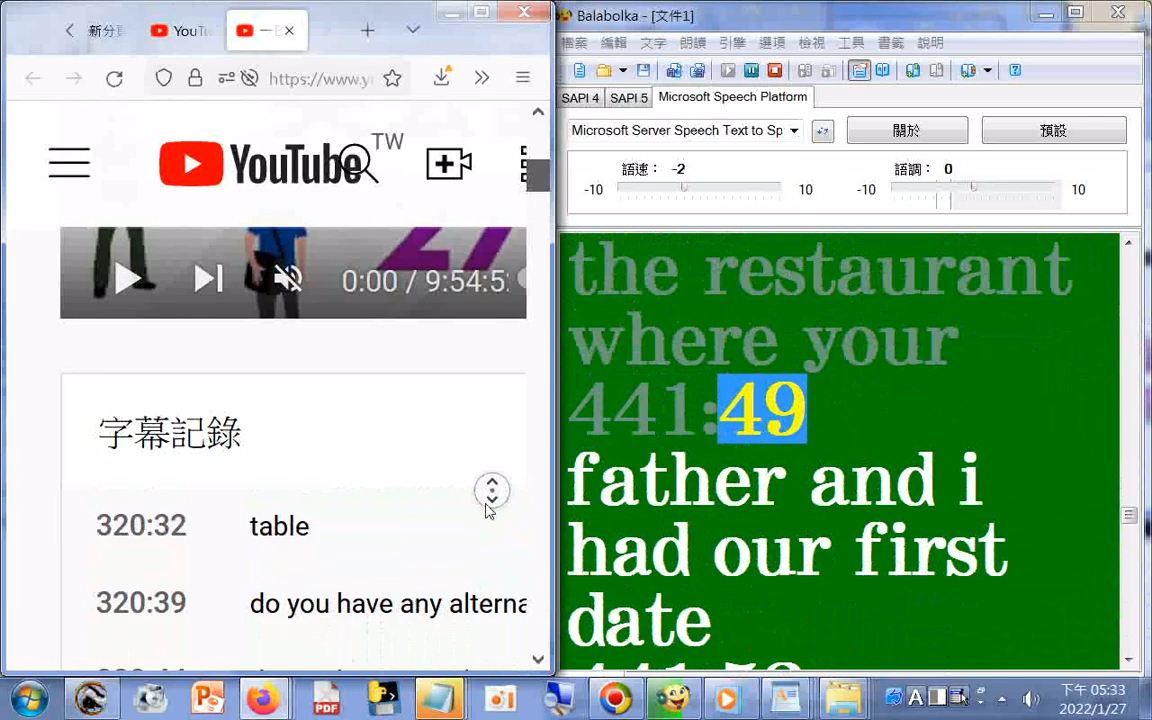 新分
YouTu
https://www.y
YouTube TW
27
0:00 / 9:54:5
字幕記錄
320:32 table
320:39 do you have any alterna
Balabolka - [文件1]
檔案 編輯 文字 朗讀 引擎 選項 檢視 工具 書籤 說明
SAPI 4 SAPI 5 Microsoft Speech Platform
Microsoft Server Speech Text to Sp 關於 預設
語速： -2 語調： 0
-10 10 -10 10
the restaurant
where your
441:49
father and i
had our first
date
PDF
A
下午 05:33
2022/1/27